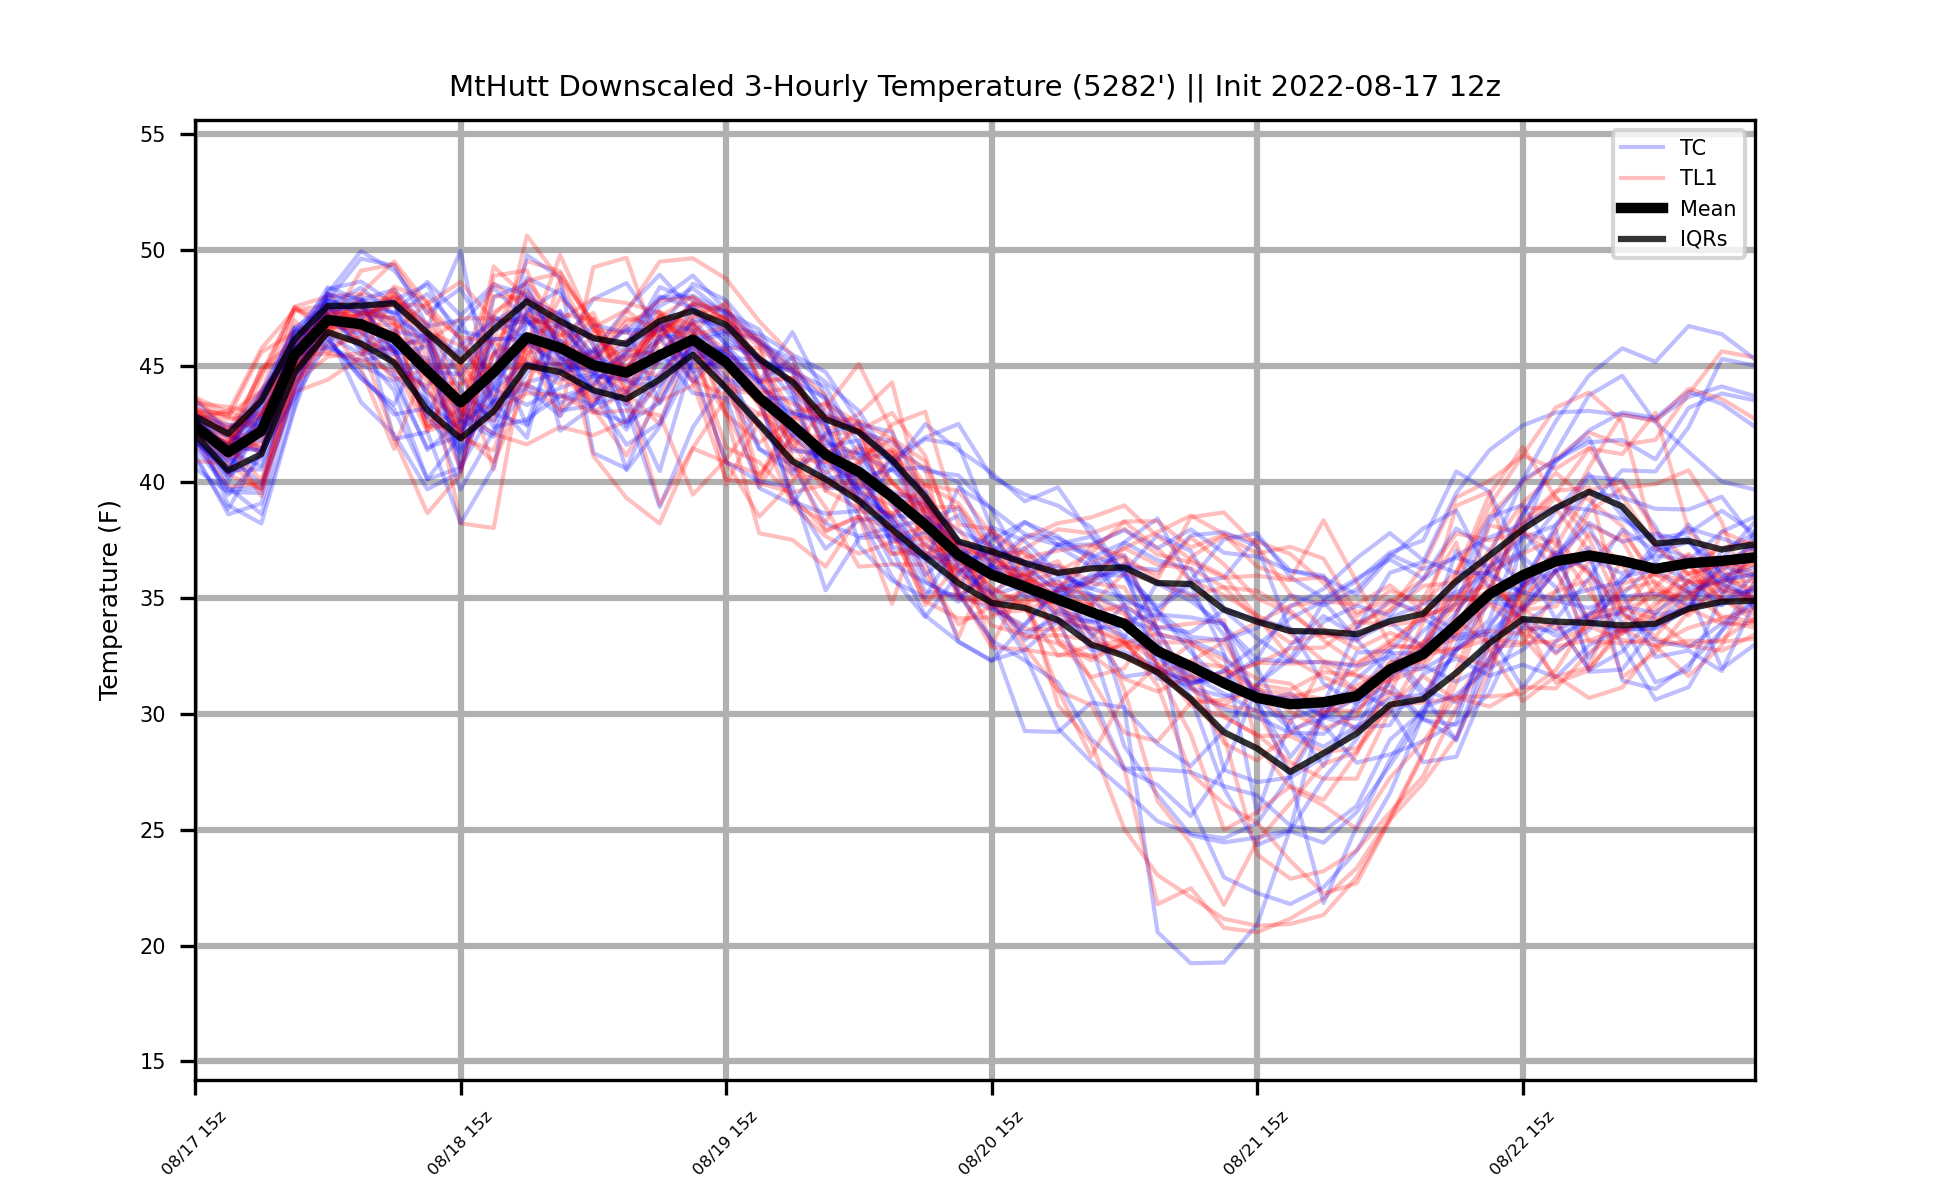 MtHutt Downscaled 3-Hourly Temperature (5282') || Init 2022-08-17 12z
TC
TL1
Mean
IQRs
Temperature (F)
55
50
45
40
35
30
25
20
15
08/17 15z
08/18 15z
08/19 15z
08/20 15z
08/21 15z
08/22 15z